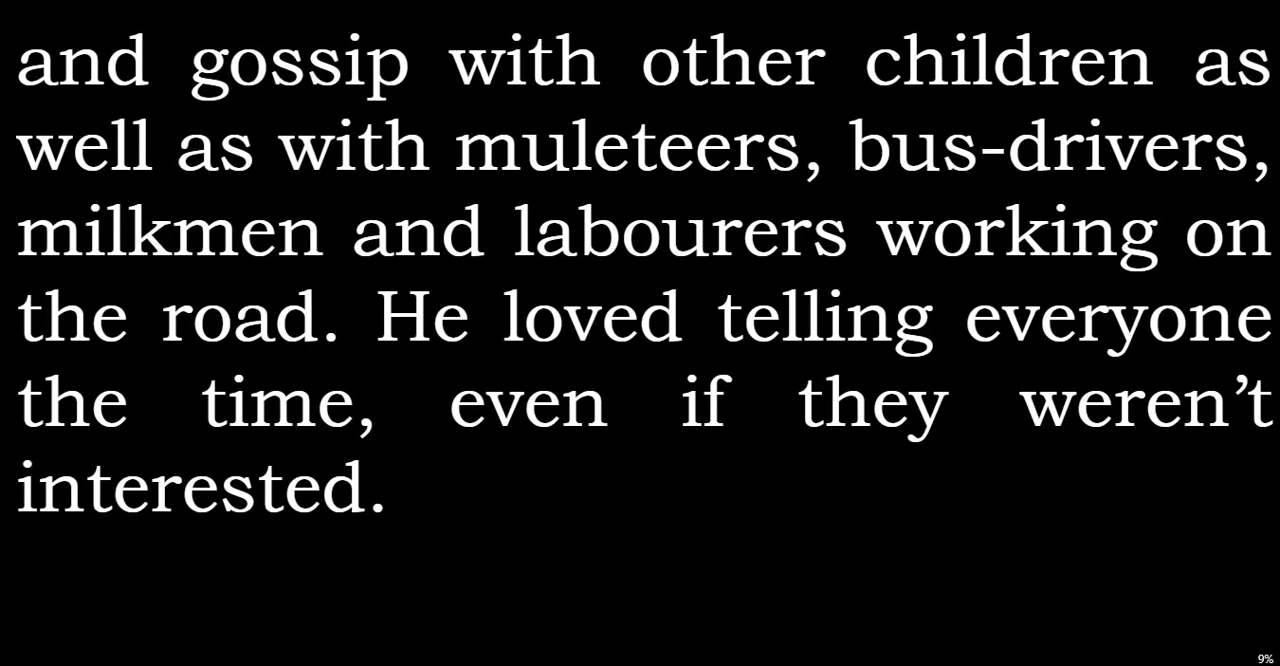 and gossip with other children as
well as with muleteers, bus-drivers,
milkmen and labourers working on
the road. He loved telling everyone
the time, even if they weren’t
interested.
9%